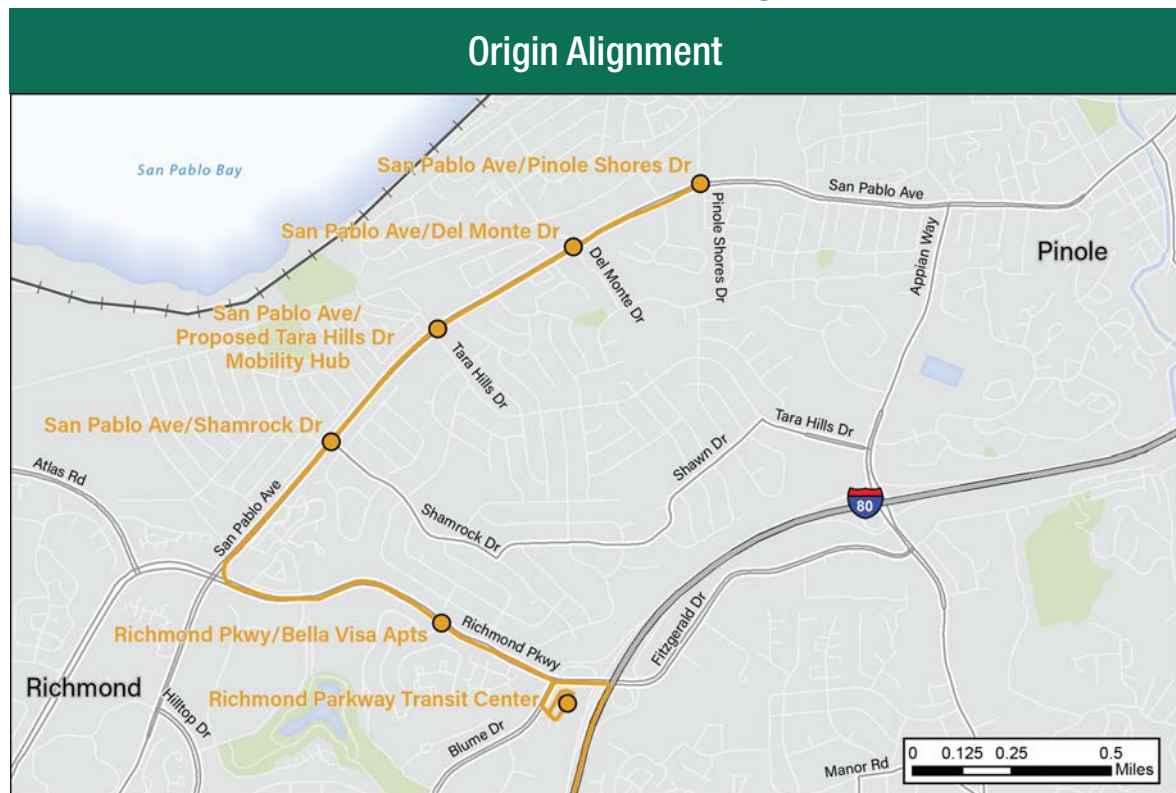 Origin Alignment
San Pablo Bay
San Pablo Ave/Pinole Shores Dr
San Pablo Ave
Pinole Shores Dr
San Pablo Ave/Del Monte Dr
Del Monte Dr
Appian Way
Pinole
San Pablo Ave/
Proposed Tara Hills Dr
Mobility Hub
Tara Hills Dr
San Pablo Ave/Shamrock Dr
Tara Hills Dr
Shawn Dr
Atlas Rd
San Pablo Ave
Shamrock Dr
80
Fitzgerald Dr
Richmond Pkwy/Bella Visa Apts
Richmond Pkwy
Richmond
Richmond Parkway Transit Center
Hilltop Dr
Blume Dr
Manor Rd
0 0.125 0.25 0.5
Miles